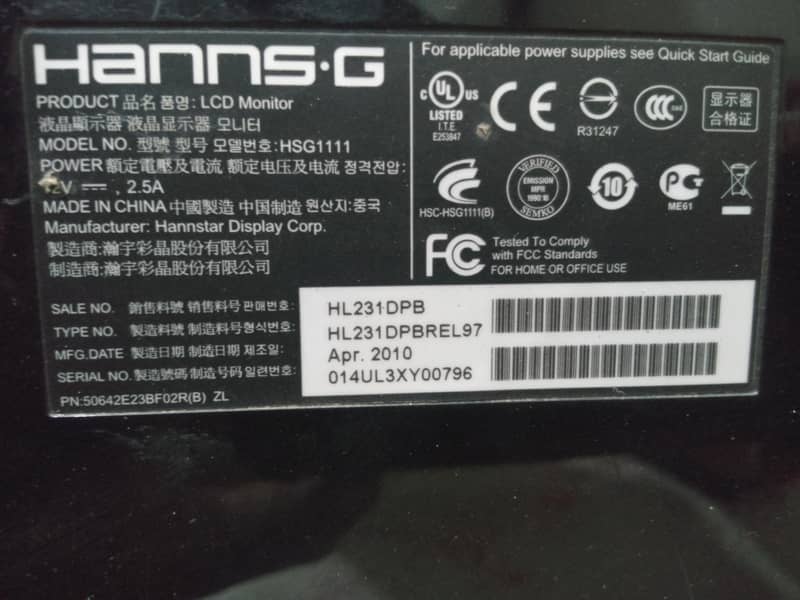 HANNS·G
PRODUCT 品名 품명: LCD Monitor
液晶顯示器 液晶显示器 모니터
MODEL NO. 型號 型号 모델번호: HSG1111
POWER 額定電壓及電流 额定电压及电流 정격전압:
12V ⎓, 2.5A
MADE IN CHINA 中國製造 中国制造 원산지: 중국
Manufacturer: Hannstar Display Corp.
製造商: 瀚宇彩晶股份有限公司
制造商: 瀚宇彩晶股份有限公司
For applicable power supplies see Quick Start Guide
c UL US
LISTED
I.T.E.
E253847
CE
R31247
CCC
显示器
合格证
HSC-HSG1111(B)
VERIFIED
EMISSION
MPR
1990:10
SEMKO
10
ME61
FC
Tested To Comply
with FCC Standards
FOR HOME OR OFFICE USE
SALE NO. 銷售料號 销售料号 판매번호: HL231DPB
TYPE NO. 製造料號 制造料号 형식번호: HL231DPBREL97
MFG.DATE 製造日期 制造日期 제조일: Apr. 2010
SERIAL NO. 製造號碼 制造号码 일련번호: 014UL3XY00796
PN:50642E23BF02R(B) ZL